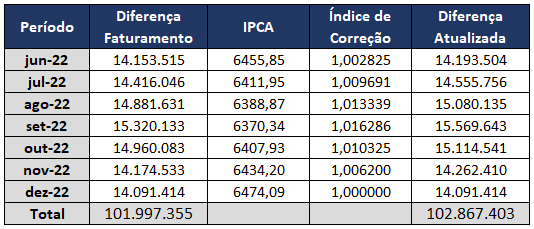 Período Diferença Faturamento IPCA Índice de Correção Diferença Atualizada
jun-22 14.153.515 6455,85 1,002825 14.193.504
jul-22 14.416.046 6411,95 1,009691 14.555.756
ago-22 14.881.631 6388,87 1,013339 15.080.135
set-22 15.320.133 6370,34 1,016286 15.569.643
out-22 14.960.083 6407,93 1,010325 15.114.541
nov-22 14.174.533 6434,20 1,006200 14.262.410
dez-22 14.091.414 6474,09 1,000000 14.091.414
Total 101.997.355 102.867.403